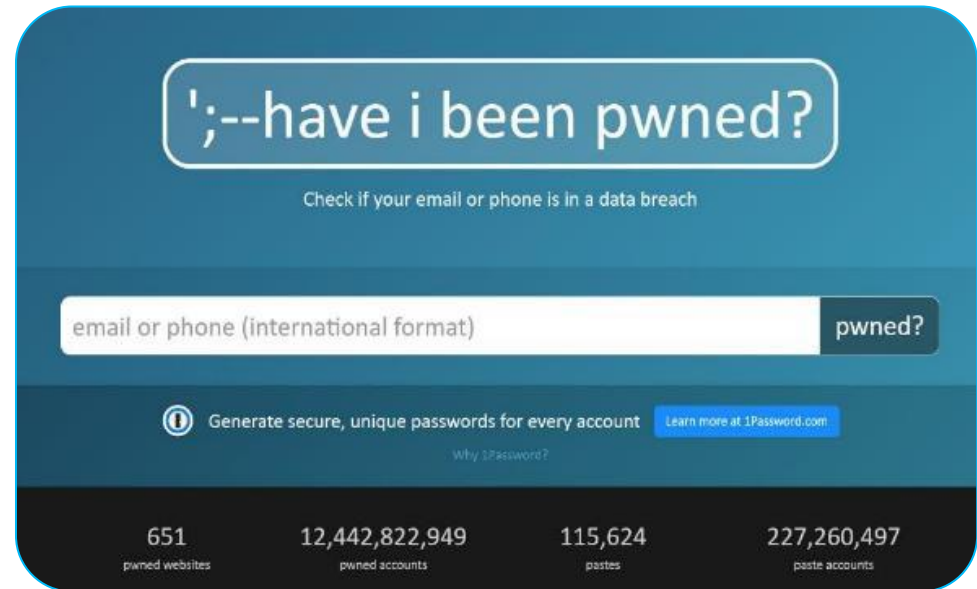 ';--have i been pwned?
Check if your email or phone is in a data breach
email or phone (international format) pwned?
Generate secure, unique passwords for every account Learn more at 1Password.com
Why 1Password?
651 12,442,822,949 115,624 227,260,497
pwned websites pwned accounts pastes paste accounts